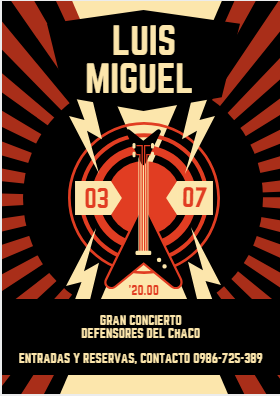 LUIS
MIGUEL
03 07
'20.00
GRAN CONCIERTO
DEFENSORES DEL CHACO
ENTRADAS Y RESERVAS, CONTACTO 0986-725-389